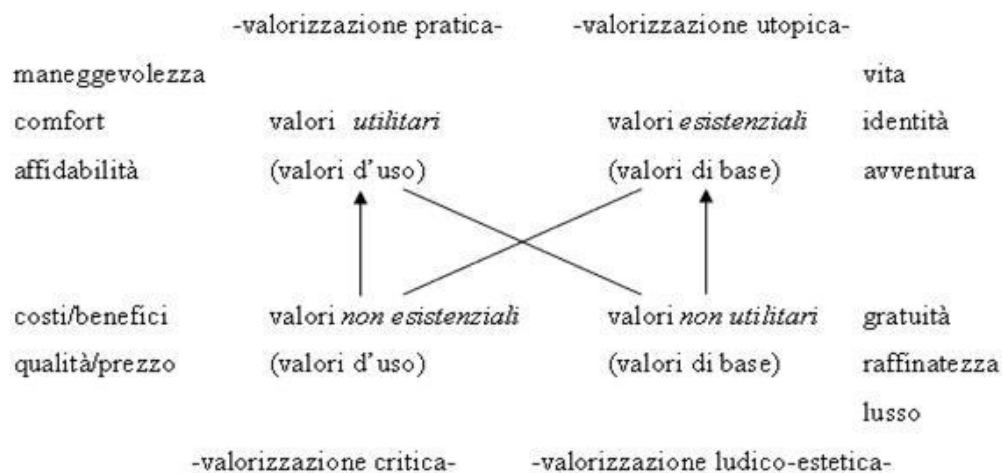 -valorizzazione pratica- -valorizzazione utopica-
maneggevolezza vita
comfort valori utilitari valori esistenziali identità
affidabilità (valori d'uso) (valori di base) avventura
costi/benefici valori non esistenziali valori non utilitari gratuità
qualità/prezzo (valori d'uso) (valori di base) raffinatezza
lusso
-valorizzazione critica- -valorizzazione ludico-estetica-